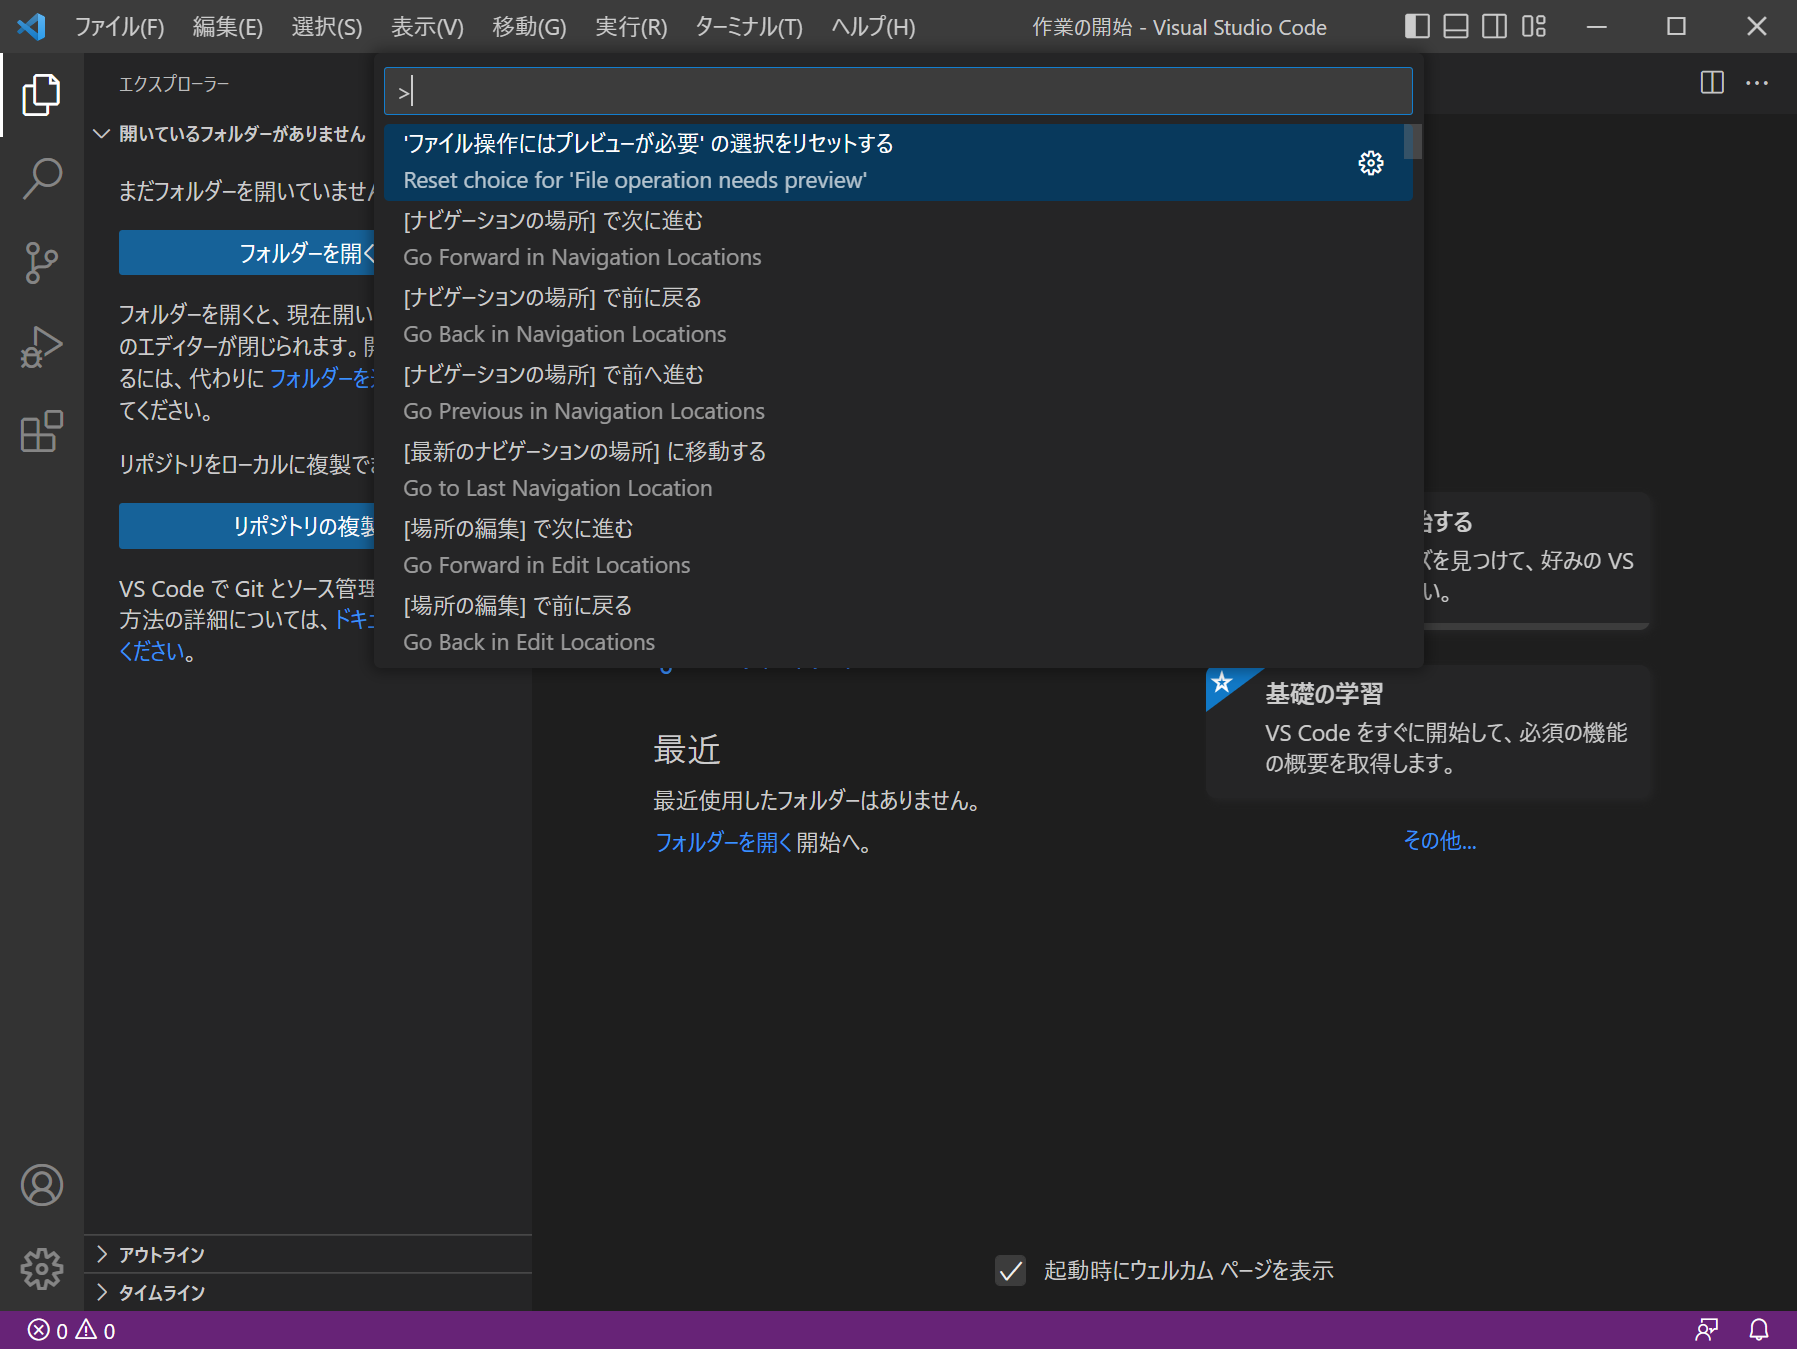 ファイル(F) 編集(E) 選択(S) 表示(V) 移動(G) 実行(R) ターミナル(T) ヘルプ(H) 作業の開始 - Visual Studio Code
エクスプローラー
開いているフォルダーがありません
まだフォルダーを開いていません
フォルダーを開く
フォルダーを開くと、現在開い
のエディターが閉じられます。開
るには、代わりに フォルダーを
てください。
リポジトリをローカルに複製で
リポジトリの複製
VS Code で Git とソース管理
方法の詳細については、ドキュ
ください。
アウトライン
タイムライン
>
'ファイル操作にはプレビューが必要' の選択をリセットする
Reset choice for 'File operation needs preview'
[ナビゲーションの場所] で次に進む
Go Forward in Navigation Locations
[ナビゲーションの場所] で前に戻る
Go Back in Navigation Locations
[ナビゲーションの場所] で前へ進む
Go Previous in Navigation Locations
[最新のナビゲーションの場所] に移動する
Go to Last Navigation Location
[場所の編集] で次に進む
Go Forward in Edit Locations
[場所の編集] で前に戻る
Go Back in Edit Locations
最近
最近使用したフォルダーはありません。
フォルダーを開く 開始へ。
する
を見つけて、好みの VS
い。
基礎の学習
VS Code をすぐに開始して、必須の機能
の概要を取得します。
その他...
起動時にウェルカム ページを表示
0 0